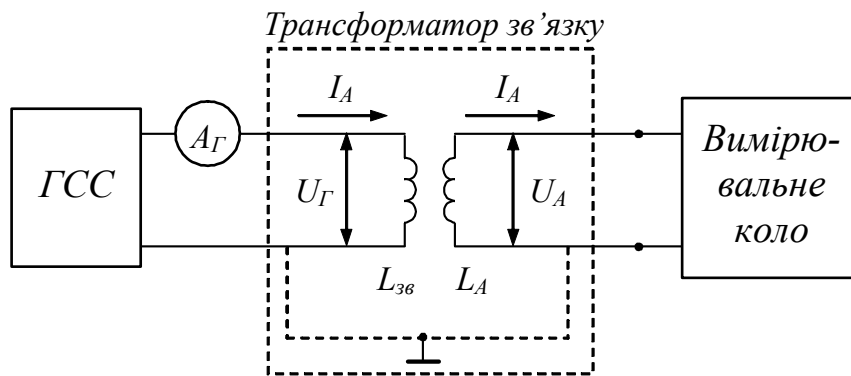 Трансформатор зв’язку
I_A
I_A
ГСС
A_Г
U_Г
U_A
L_зв
L_A
Вимірю-
вальне
коло